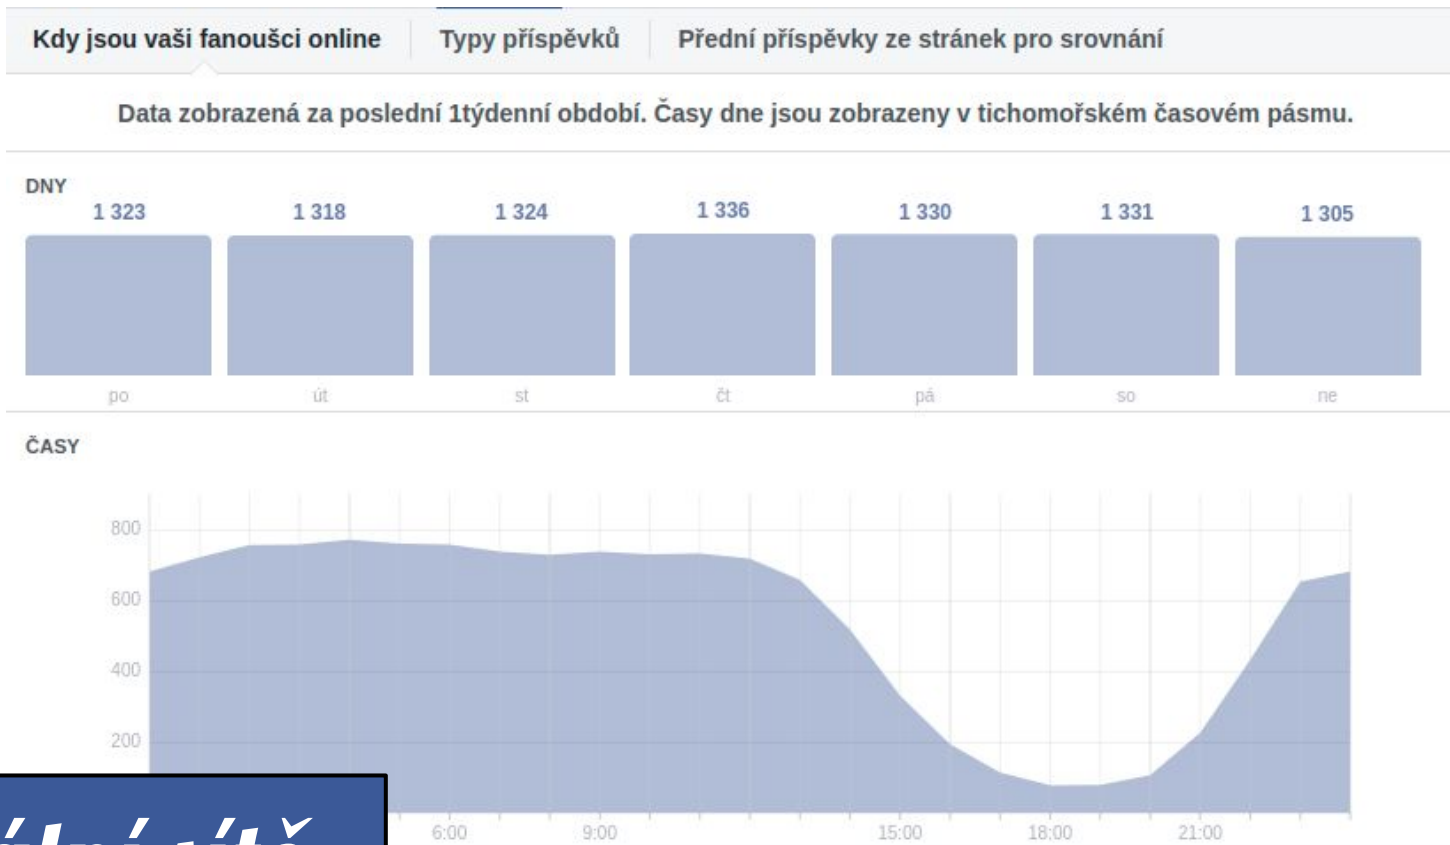 Kdy jsou vaši fanoušci online Typy příspěvků Přední příspěvky ze stránek pro srovnání
Data zobrazená za poslední 1týdenní období. Časy dne jsou zobrazeny v tichomořském časovém pásmu.
DNY
1 323 1 318 1 324 1 336 1 330 1 331 1 305
po út st čt pá so ne
ČASY
800
600
400
200
6:00 9:00 15:00 18:00 21:00